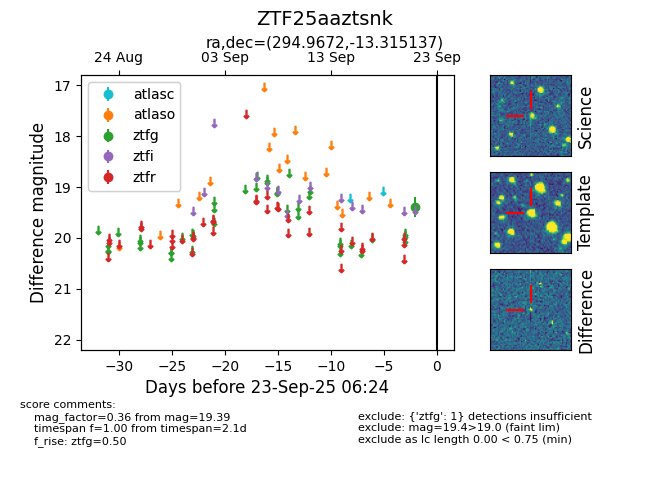 ZTF25aaztsnk
ra,dec=(294.9672,-13.315137)
24 Aug
03 Sep
13 Sep
23 Sep
17
18
19
20
21
22
Difference magnitude
atlasc
atlaso
ztfg
ztfi
ztfr
−30
−25
−20
−15
−10
−5
0
Days before 23-Sep-25 06:24
Science
Template
Difference
score comments:
mag_factor=0.36 from mag=19.39
timespan f=1.00 from timespan=2.1d
f_rise: ztfg=0.50
exclude: {'ztfg': 1} detections insufficient
exclude: mag=19.4>19.0 (faint lim)
exclude as lc length 0.00 < 0.75 (min)